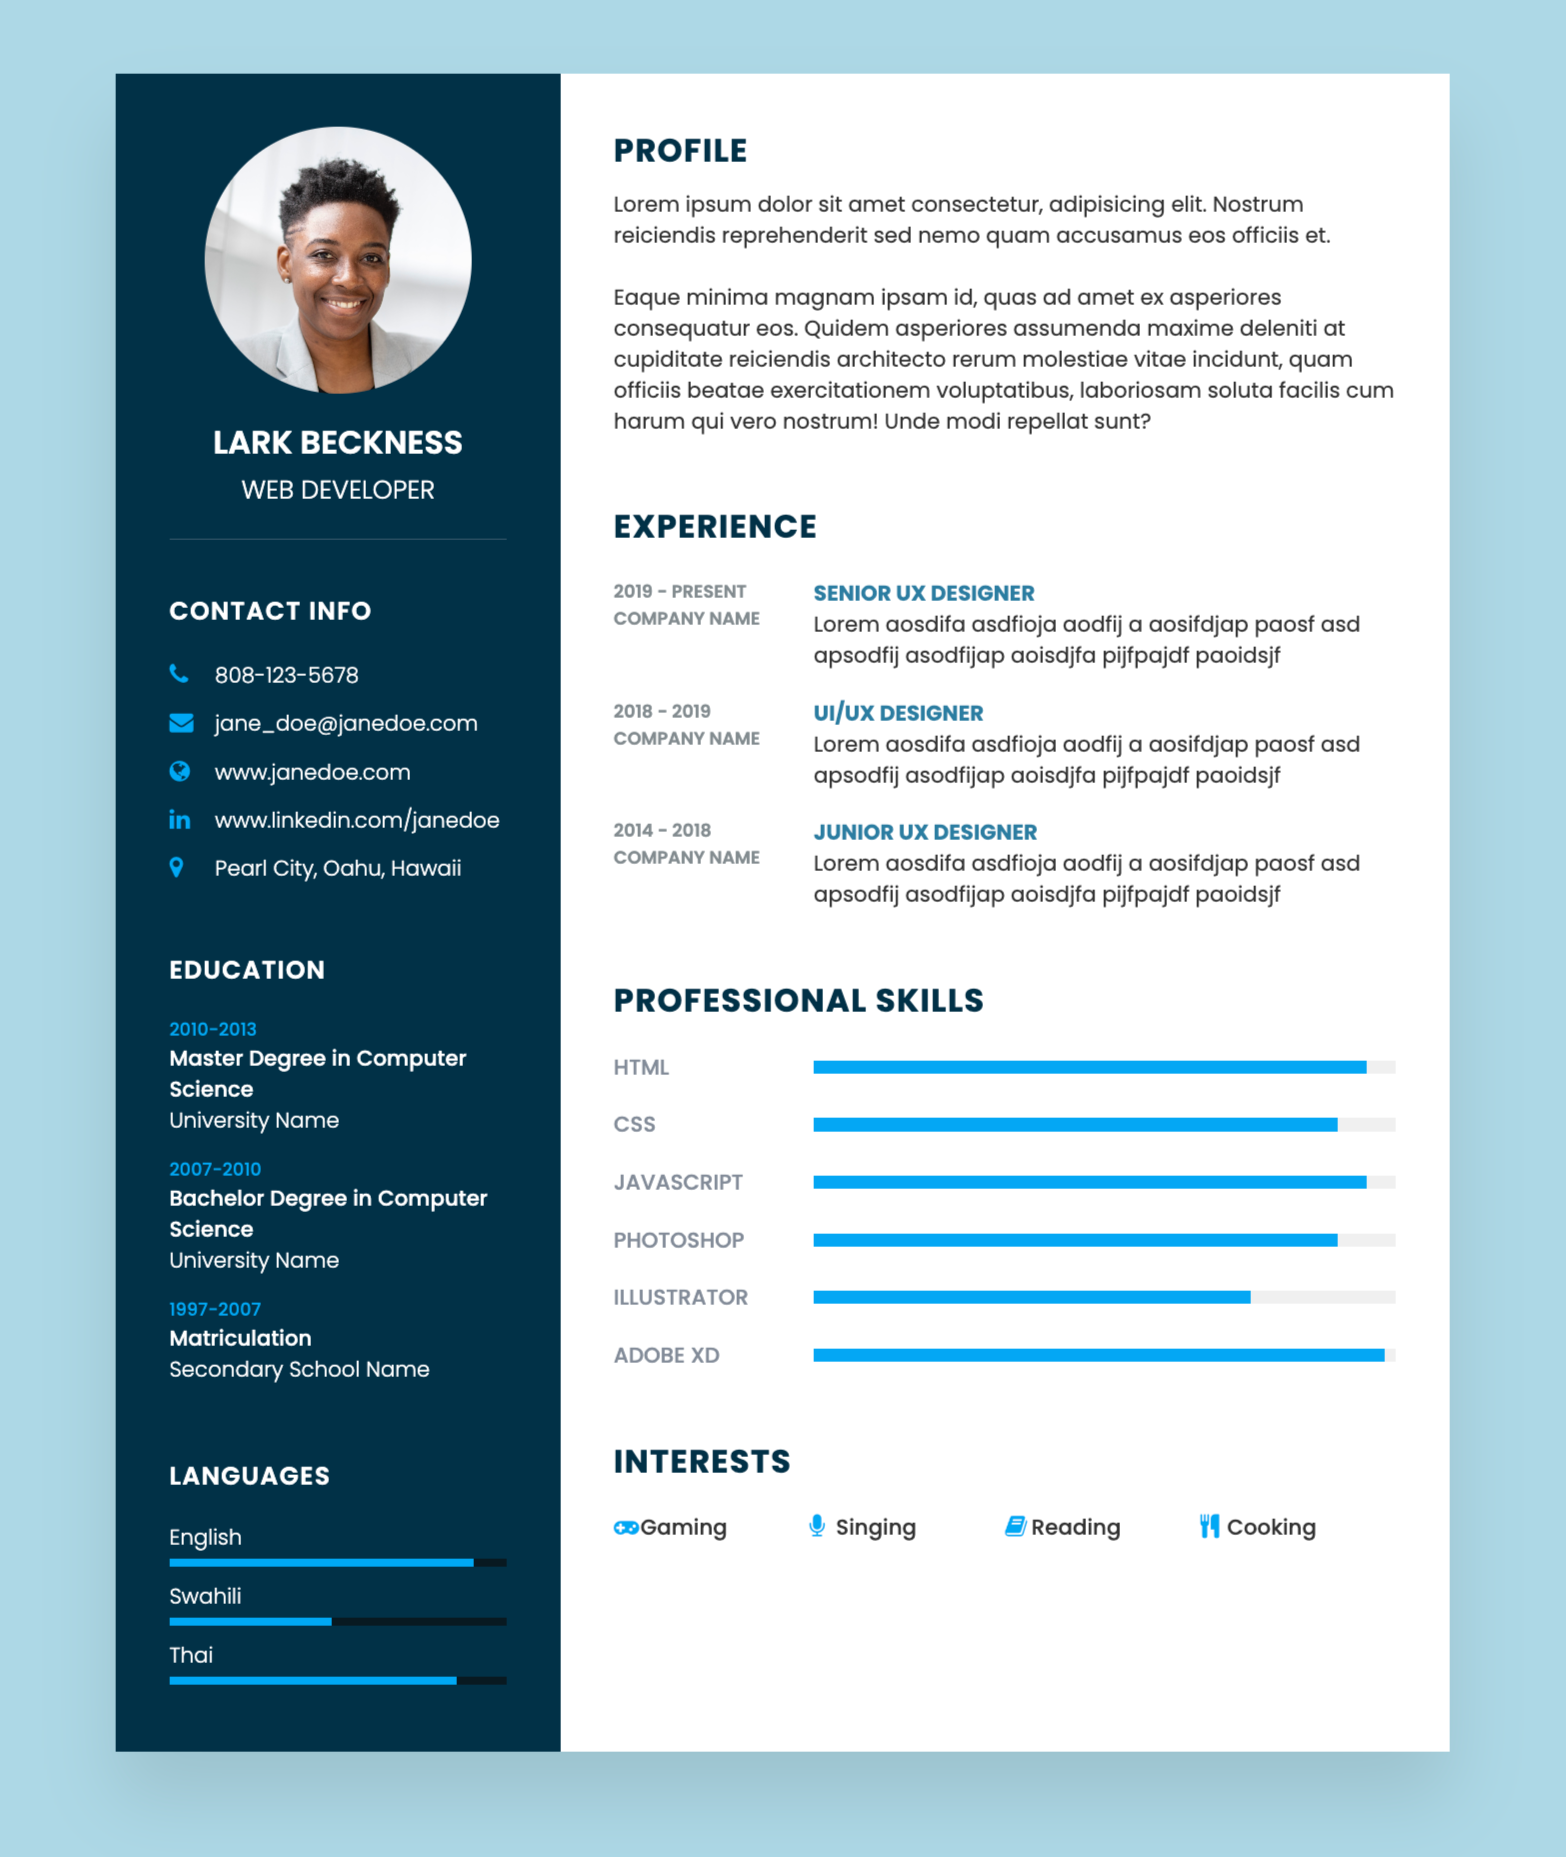 LARK BECKNESS
WEB DEVELOPER
CONTACT INFO
808-123-5678
jane_doe@janedoe.com
www.janedoe.com
www.linkedin.com/janedoe
Pearl City, Oahu, Hawaii
EDUCATION
2010-2013
Master Degree in Computer
Science
University Name
2007-2010
Bachelor Degree in Computer
Science
University Name
1997-2007
Matriculation
Secondary School Name
LANGUAGES
English
Swahili
Thai
PROFILE
Lorem ipsum dolor sit amet consectetur, adipisicing elit. Nostrum
reiciendis reprehenderit sed nemo quam accusamus eos officiis et.
Eaque minima magnam ipsam id, quas ad amet ex asperiores
consequatur eos. Quidem asperiores assumenda maxime deleniti at
cupiditate reiciendis architecto rerum molestiae vitae incidunt, quam
officiis beatae exercitationem voluptatibus, laboriosam soluta facilis cum
harum qui vero nostrum! Unde modi repellat sunt?
EXPERIENCE
2019 - PRESENT
COMPANY NAME
SENIOR UX DESIGNER
Lorem aosdifa asdfioja aodfij a aosifdjap paosf asd
apsodfij asodfijap aoisdjfa pijfpajdf paoidsjf
2018 - 2019
COMPANY NAME
UI/UX DESIGNER
Lorem aosdifa asdfioja aodfij a aosifdjap paosf asd
apsodfij asodfijap aoisdjfa pijfpajdf paoidsjf
2014 - 2018
COMPANY NAME
JUNIOR UX DESIGNER
Lorem aosdifa asdfioja aodfij a aosifdjap paosf asd
apsodfij asodfijap aoisdjfa pijfpajdf paoidsjf
PROFESSIONAL SKILLS
HTML
CSS
JAVASCRIPT
PHOTOSHOP
ILLUSTRATOR
ADOBE XD
INTERESTS
Gaming Singing Reading Cooking